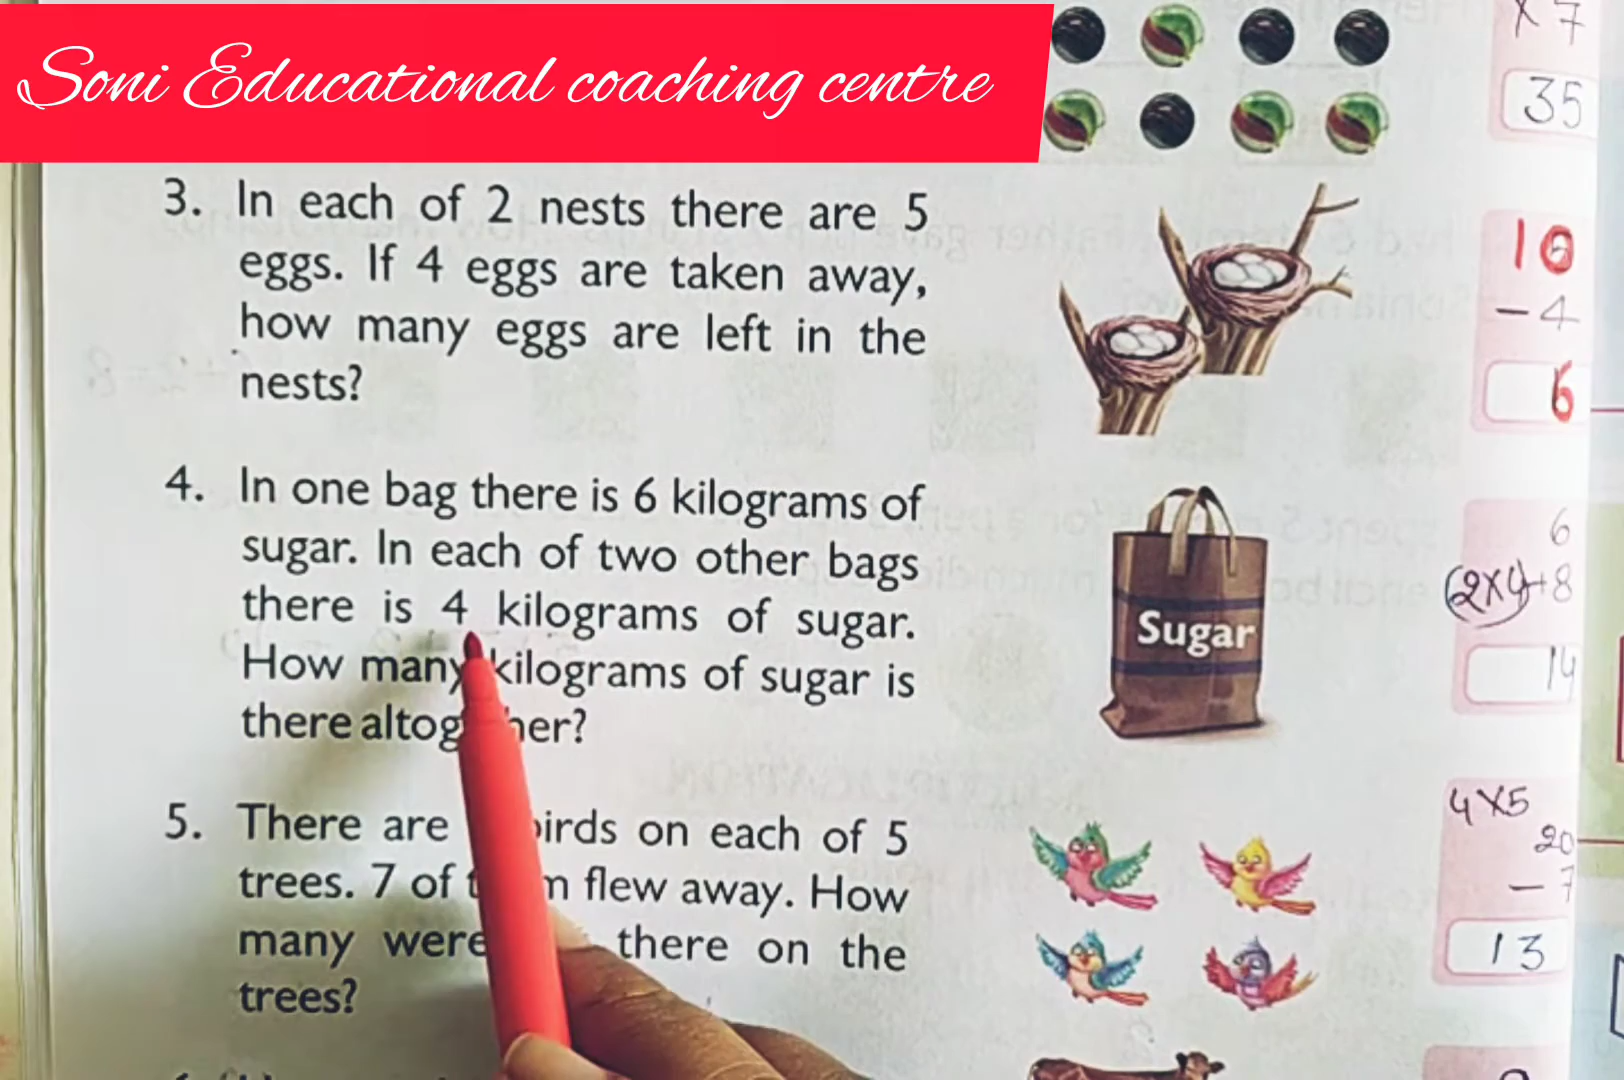 Soni Educational coaching centre
× 7
35
3. In each of 2 nests there are 5
eggs. If 4 eggs are taken away,
how many eggs are left in the
nests?
10
- 4
6
4. In one bag there is 6 kilograms of
sugar. In each of two other bags
there is 4 kilograms of sugar.
How many kilograms of sugar is
there altog her?
Sugar
6
(2×4)+8
14
5. There are irds on each of 5
trees. 7 of t m flew away. How
many were there on the
trees?
4×5
20
- 7
13